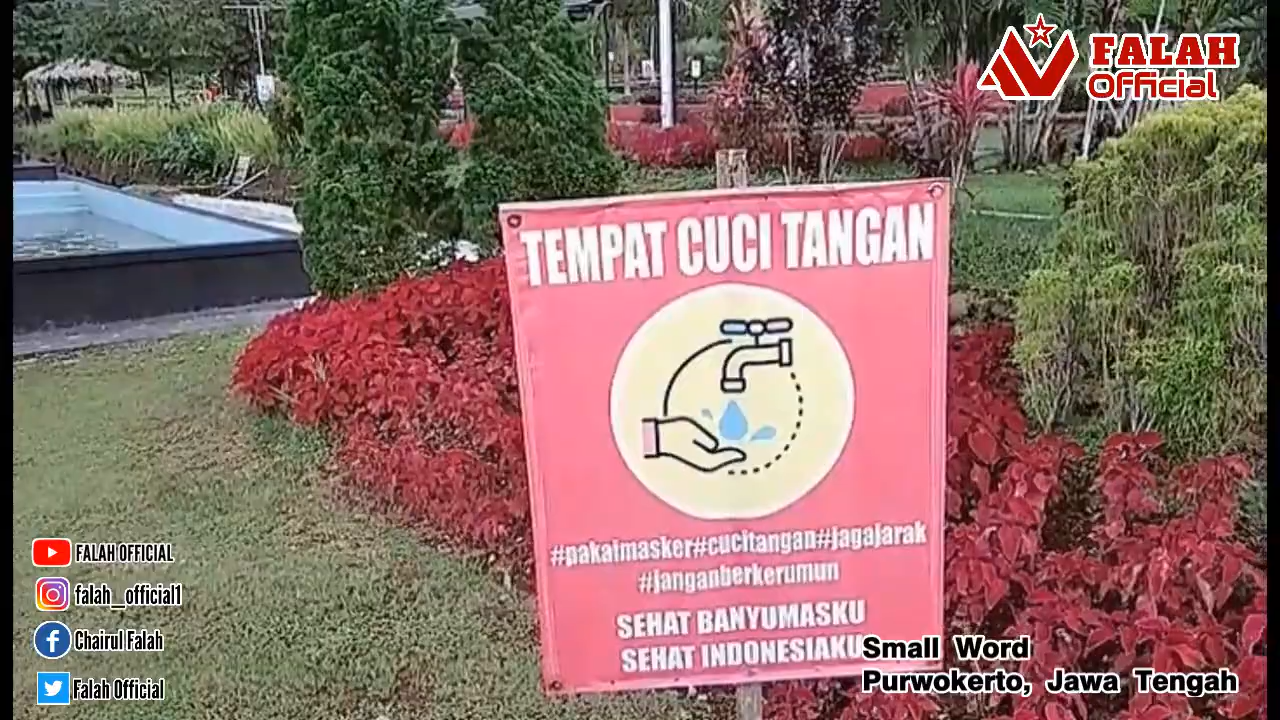 FALAH
Official
TEMPAT CUCI TANGAN
#pakaimasker#cucitangan#jagajarak
#janganberkerumun
SEHAT BANYUMASKU
SEHAT INDONESIAKU
FALAH OFFICIAL
falah_official1
Chairul Falah
Falah Official
Small Word
Purwokerto, Jawa Tengah